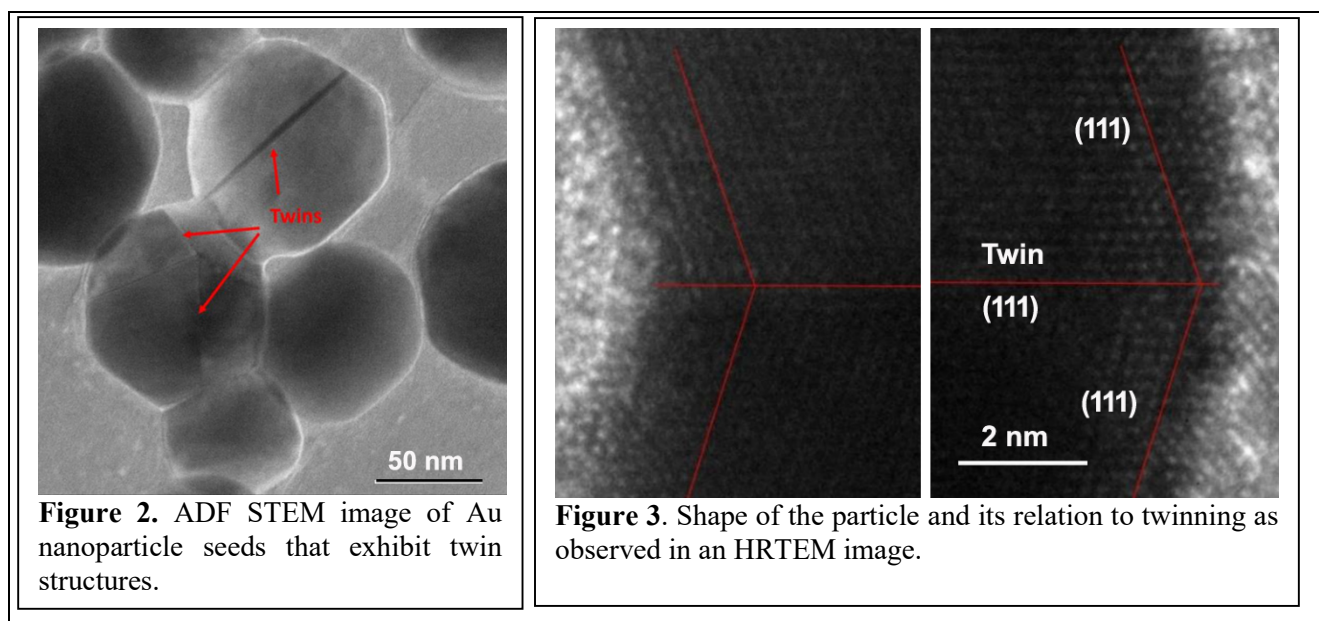 Twins
50 nm
Figure 2. ADF STEM image of Au
nanoparticle seeds that exhibit twin
structures.
(111)
Twin
(111)
(111)
2 nm
Figure 3. Shape of the particle and its relation to twinning as
observed in an HRTEM image.